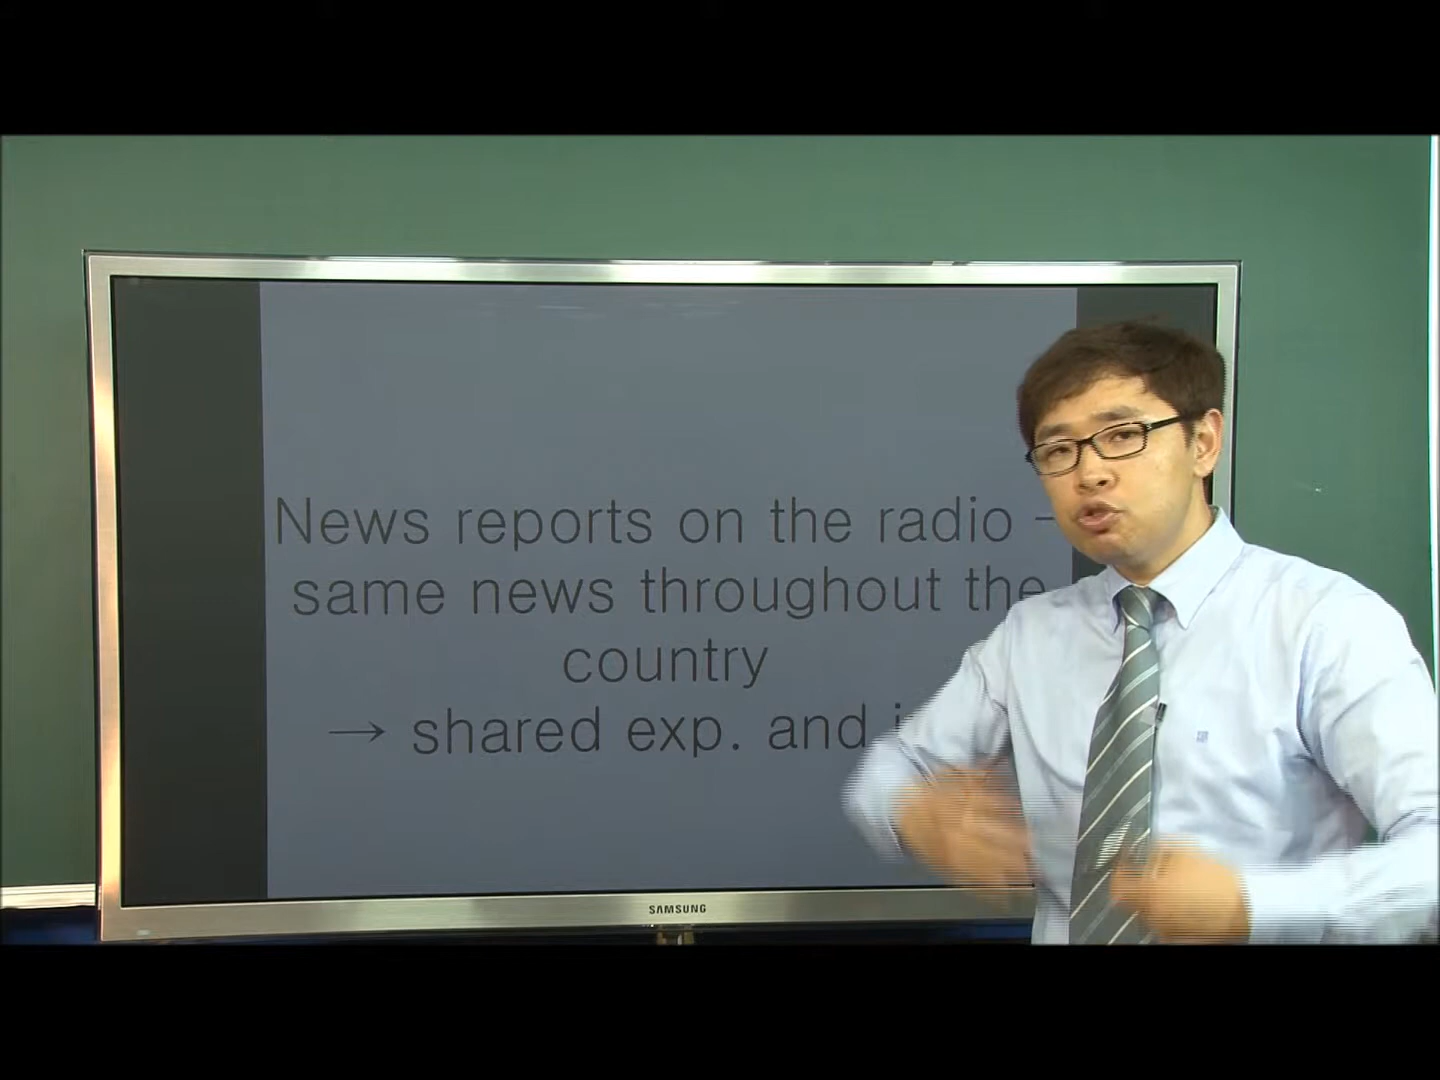 News reports on the radio –
same news throughout the
country
→ shared exp. and
SAMSUNG